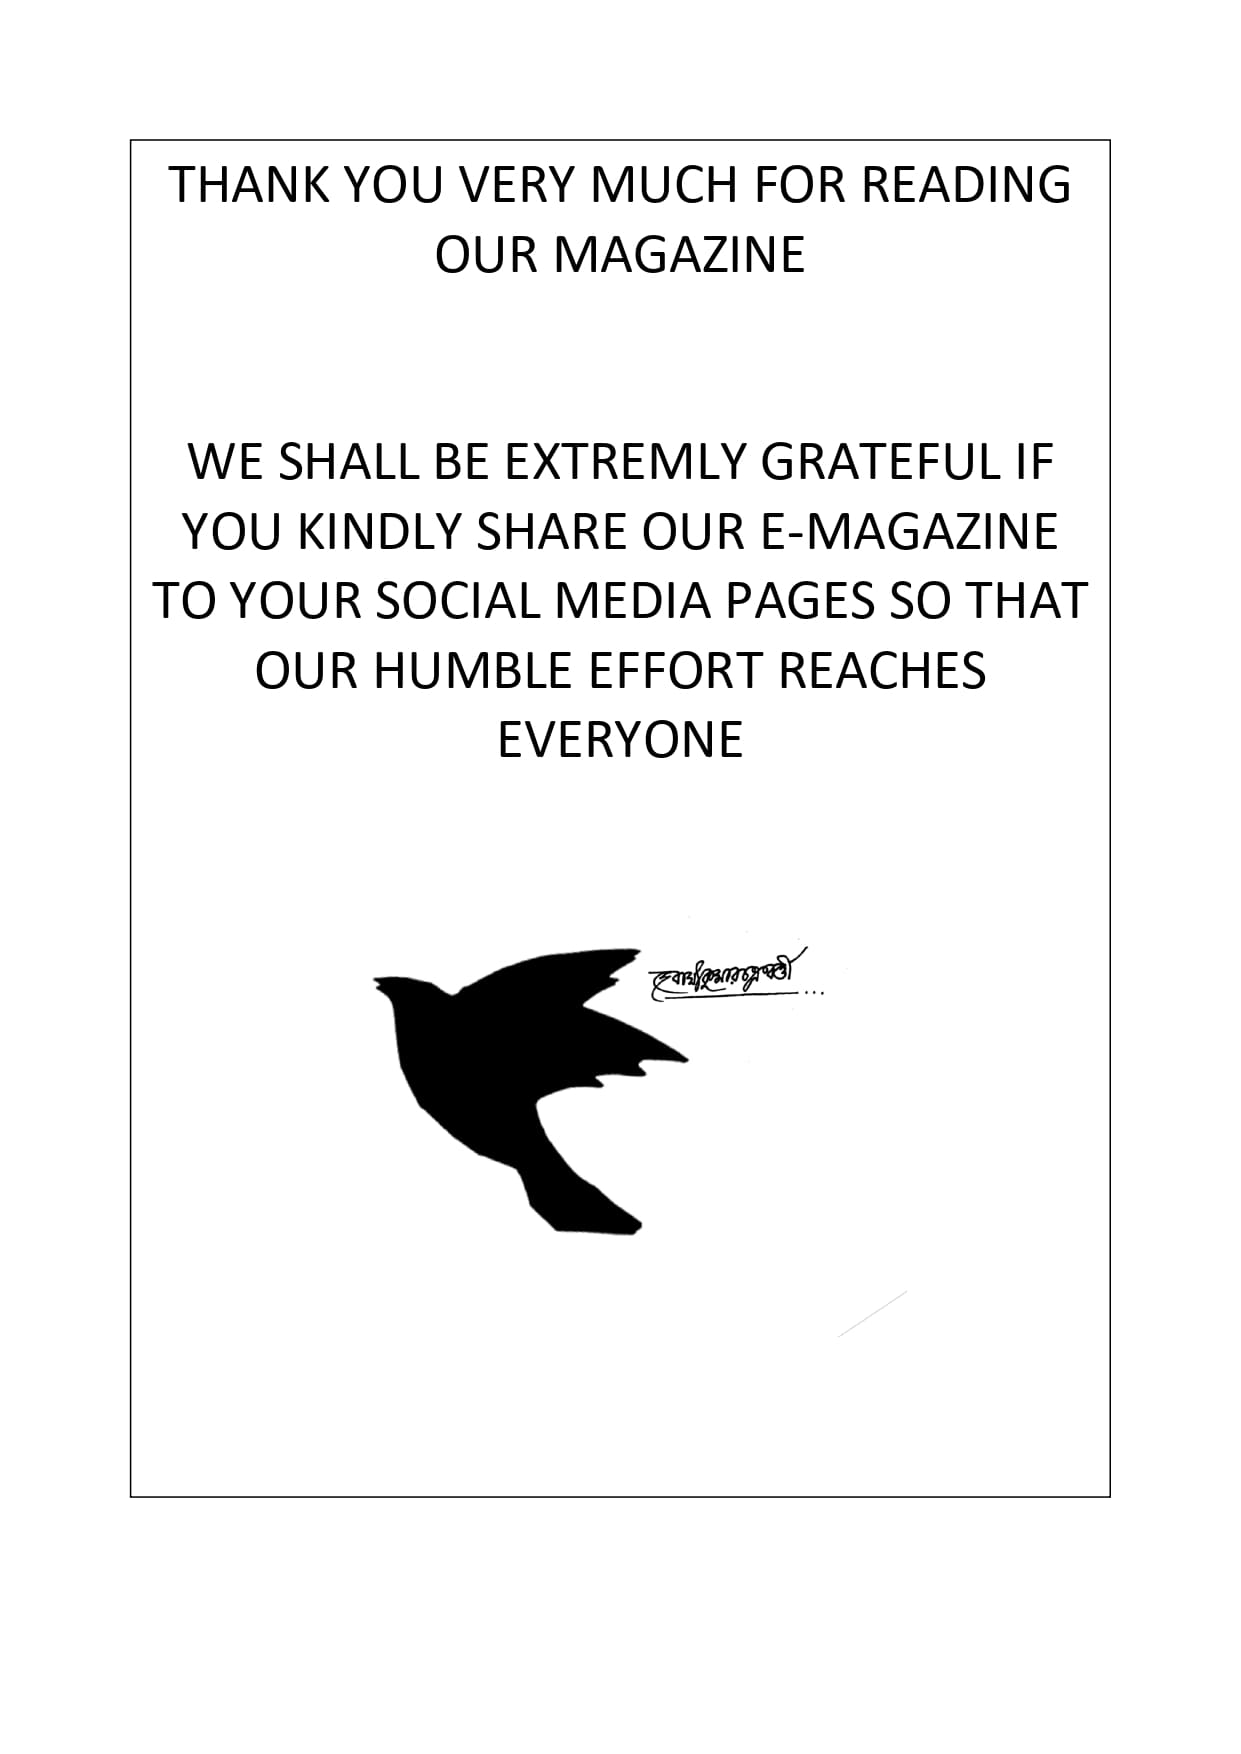 THANK YOU VERY MUCH FOR READING
OUR MAGAZINE
WE SHALL BE EXTREMLY GRATEFUL IF
YOU KINDLY SHARE OUR E-MAGAZINE
TO YOUR SOCIAL MEDIA PAGES SO THAT
OUR HUMBLE EFFORT REACHES
EVERYONE